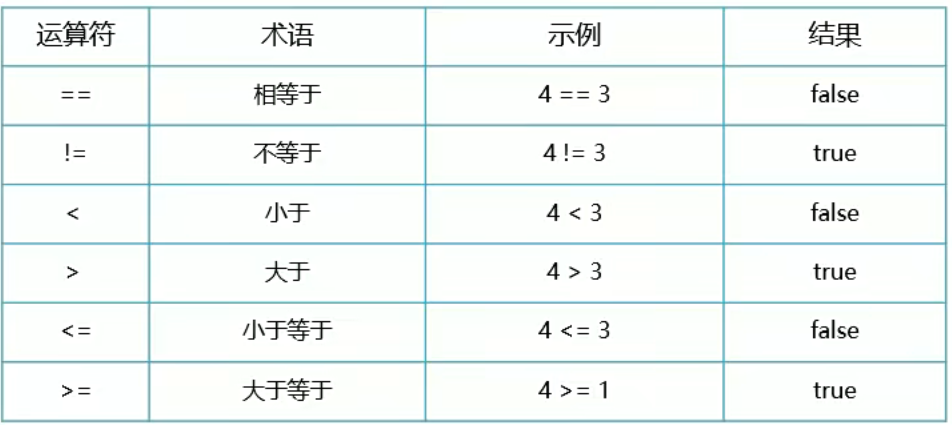 运算符 术语 示例 结果
== 相等于 4 == 3 false
!= 不等于 4 != 3 true
< 小于 4 < 3 false
> 大于 4 > 3 true
<= 小于等于 4 <= 3 false
>= 大于等于 4 >= 1 true